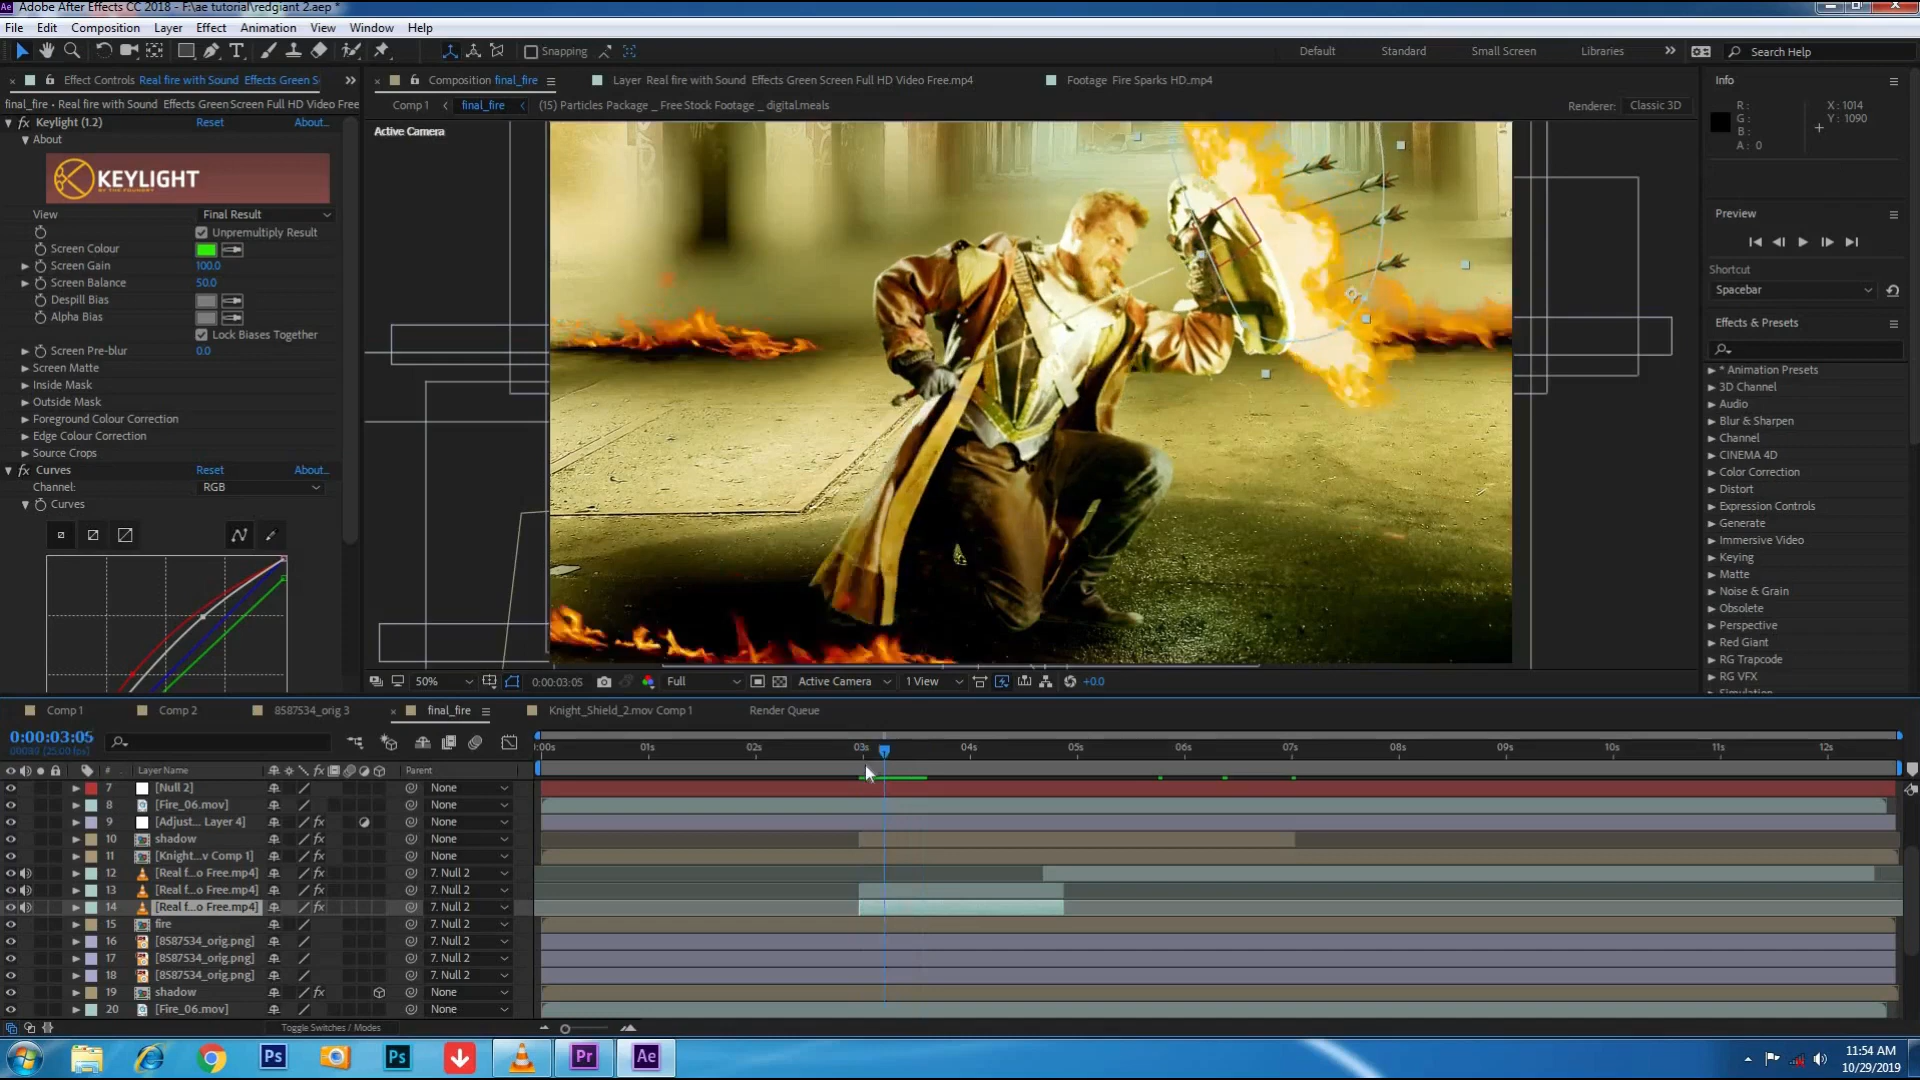 Adobe After Effects CC 2018 - F:\ae tutorial\redgiant 2.aep *
File Edit Composition Layer Effect Animation View Window Help
Snapping Default Standard Small Screen Libraries Search Help
Effect Controls Real fire with Sound Effects Green S
Composition final_fire
Layer Real fire with Sound Effects Green Screen Full HD Video Free.mp4
Footage Fire Sparks HD.mp4
Info
final_fire • Real fire with Sound Effects Green Screen Full HD Video Free
Comp 1 final_fire (15) Particles Package _ Free Stock Footage _ digital.meals
Renderer: Classic 3D
R: X: 1014
G: Y: 1090
B:
A: 0
Keylight (1.2) Reset About...
About
KEYLIGHT
BY THE FOUNDRY
Active Camera
View Final Result
Unpremultiply Result
Screen Colour
Screen Gain 100.0
Screen Balance 50.0
Despill Bias
Alpha Bias
Lock Biases Together
Screen Pre-blur 0.0
Screen Matte
Inside Mask
Outside Mask
Foreground Colour Correction
Edge Colour Correction
Source Crops
Curves Reset About...
Channel: RGB
Curves
Preview
Shortcut
Spacebar
Effects & Presets
* Animation Presets
3D Channel
Audio
Blur & Sharpen
Channel
CINEMA 4D
Color Correction
Distort
Expression Controls
Generate
Immersive Video
Keying
Matte
Noise & Grain
Obsolete
Perspective
Red Giant
RG Trapcode
RG VFX
50% 0:00:03:05 Full Active Camera 1 View +0.0
Comp 1 Comp 2 8587534_orig 3 final_fire Knight_Shield_2.mov Comp 1 Render Queue
0:00:03:05
:00s 01s 02s 03s 04s 05s 06s 07s 08s 09s 10s 11s 12s
# Layer Name fx Parent
7 [Null 2] None
8 [Fire_06.mov] None
9 [Adjust... Layer 4] fx None
10 shadow fx None
11 [Knight...v Comp 1] fx None
12 [Real f...o Free.mp4] fx 7. Null 2
13 [Real f...o Free.mp4] fx 7. Null 2
14 [Real f...o Free.mp4] fx 7. Null 2
15 fire 7. Null 2
16 [8587534_orig.png] 7. Null 2
17 [8587534_orig.png] 7. Null 2
18 [8587534_orig.png] 7. Null 2
19 shadow fx None
20 [Fire_06.mov] None
Toggle Switches / Modes
Ps Ps Pr Ae
11:54 AM
10/29/2019